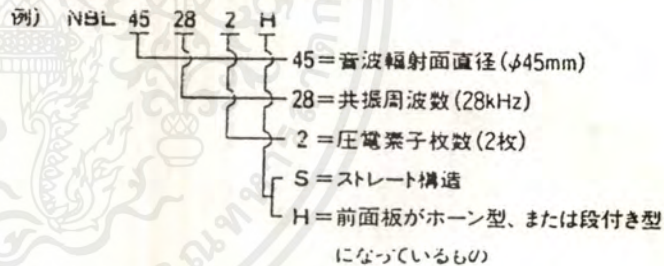 例) NBL 45 28 2 H
45=音波輻射面直径(φ45mm)
28=共振周波数(28kHz)
2=圧電素子枚数(2枚)
S=ストレート構造
H=前面板がホーン型、または段付き型
になっているもの